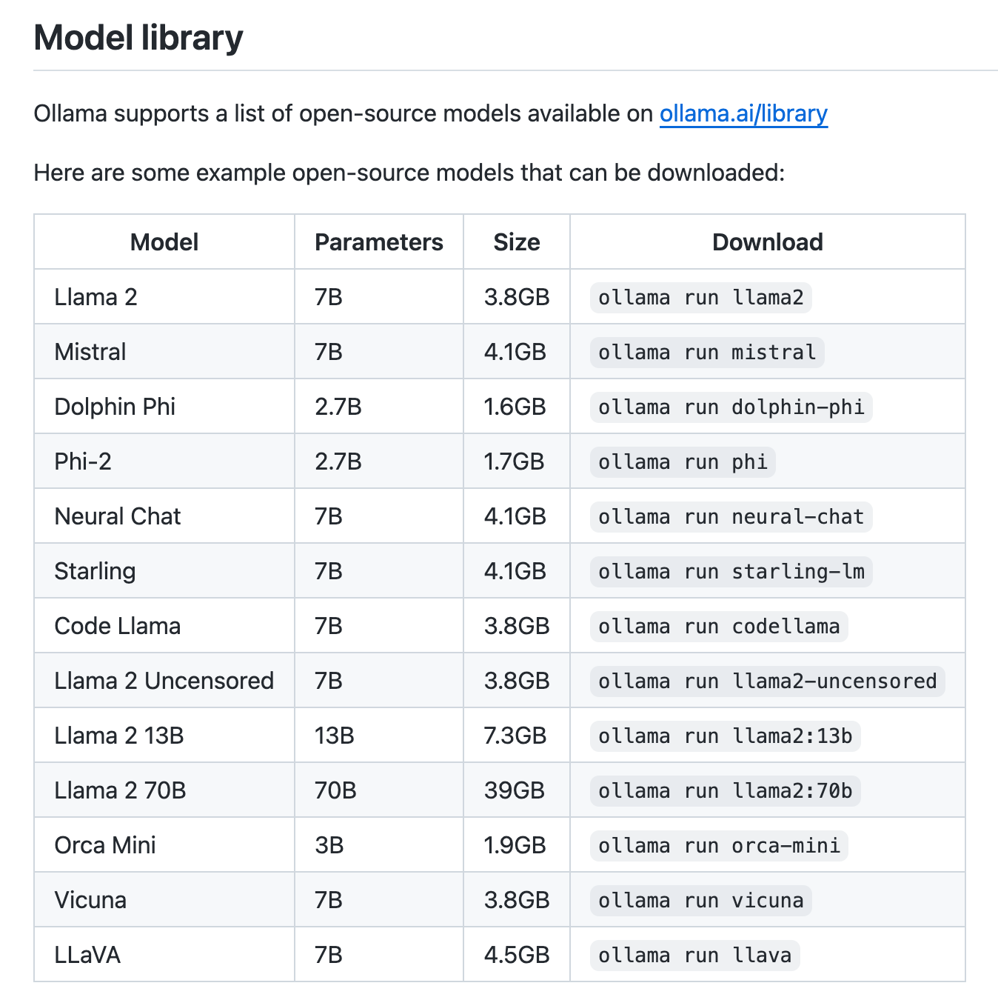 Model library
Ollama supports a list of open-source models available on ollama.ai/library
Here are some example open-source models that can be downloaded:
Model Parameters Size Download
Llama 2 7B 3.8GB ollama run llama2
Mistral 7B 4.1GB ollama run mistral
Dolphin Phi 2.7B 1.6GB ollama run dolphin-phi
Phi-2 2.7B 1.7GB ollama run phi
Neural Chat 7B 4.1GB ollama run neural-chat
Starling 7B 4.1GB ollama run starling-lm
Code Llama 7B 3.8GB ollama run codellama
Llama 2 Uncensored 7B 3.8GB ollama run llama2-uncensored
Llama 2 13B 13B 7.3GB ollama run llama2:13b
Llama 2 70B 70B 39GB ollama run llama2:70b
Orca Mini 3B 1.9GB ollama run orca-mini
Vicuna 7B 3.8GB ollama run vicuna
LLaVA 7B 4.5GB ollama run llava